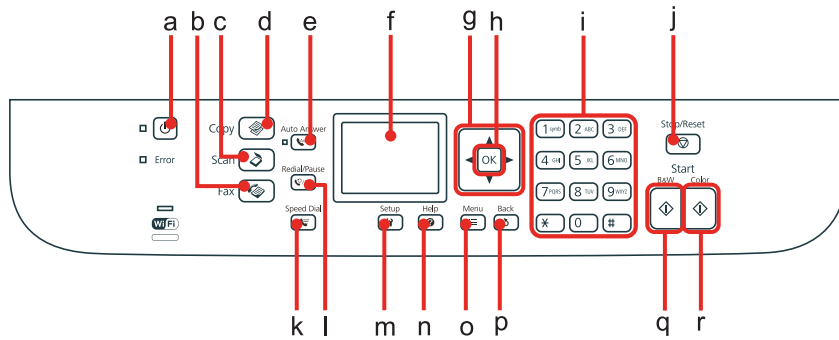 a b c d e f g h i j
Copy
Auto Answer
Error
Scan
Redial/Pause
Fax
Speed Dial
Setup
Help
Menu
Back
OK
1 symb 2 ABC 3 DEF
4 GHI 5 JKL 6 MNO
7 PQRS 8 TUV 9 WXYZ
* 0 #
Stop/Reset
Start
B&W Color
Wi Fi
k l m n o p q r